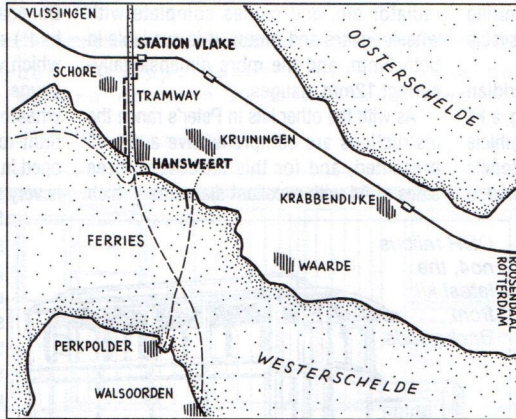 VLISSINGEN
STATION VLAKE
OOSTERSCHELDE
SCHORE
TRAMWAY
KRUININGEN
HANSWEERT
KRABBENDIJKE
FERRIES
WAARDE
ROOSENDAAL
ROTTERDAM
PERKPOLDER
WESTERSCHELDE
WALSOORDEN